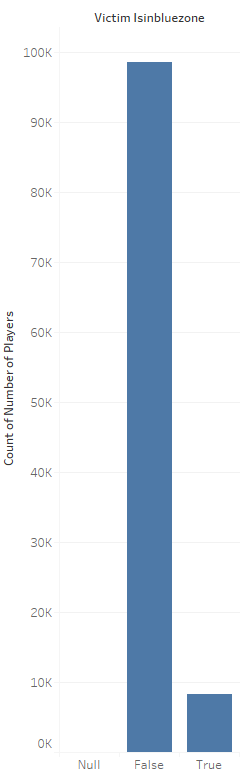 Victim Isinbluezone
Count of Number of Players
100K
90K
80K
70K
60K
50K
40K
30K
20K
10K
0K
Null False True